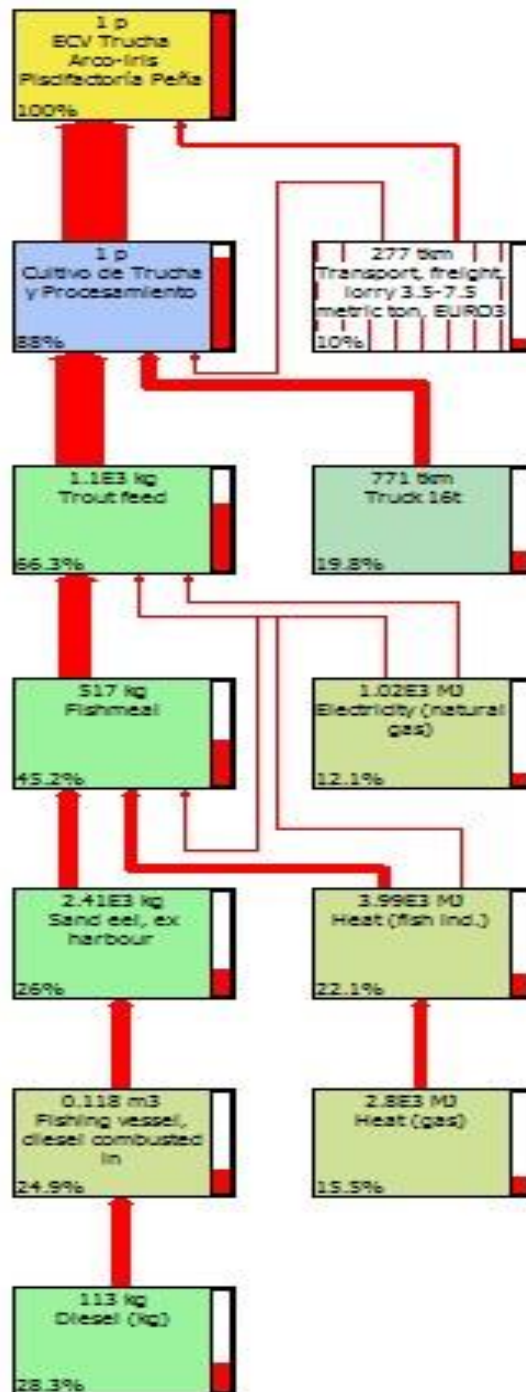 1 p
ECV Trucha
Arco-Iris
Piscifactoría Peña
100%
1 p
Cultivo de Trucha
y Procesamiento
88%
277 tkm
Transport, freight,
lorry 3.5-7.5
metric ton, EURO3
10%
1.1E3 kg
Trout feed
66.3%
771 tkm
Truck 16t
19.8%
517 kg
Fishmeal
45.2%
1.02E3 MJ
Electricity (natural
gas)
12.1%
2.41E3 kg
Sand eel, ex
harbour
26%
3.99E3 MJ
Heat (fish ind.)
22.1%
0.118 m3
Fishing vessel,
diesel combusted
in
24.9%
2.8E3 MJ
Heat (gas)
15.5%
113 kg
Diesel (kg)
28.3%